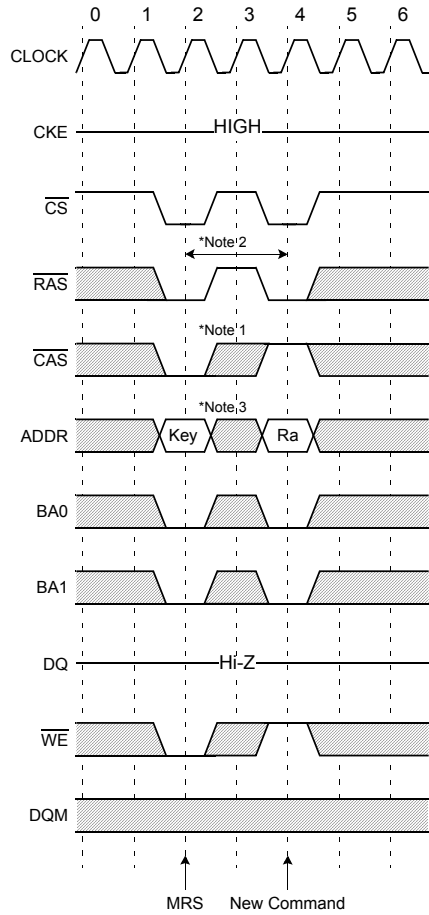 0 1 2 3 4 5 6
CLOCK
CKE HIGH
CS
*Note 2
RAS
*Note 1
CAS
*Note 3
ADDR Key Ra
BA0
BA1
DQ Hi-Z
WE
DQM
MRS New Command